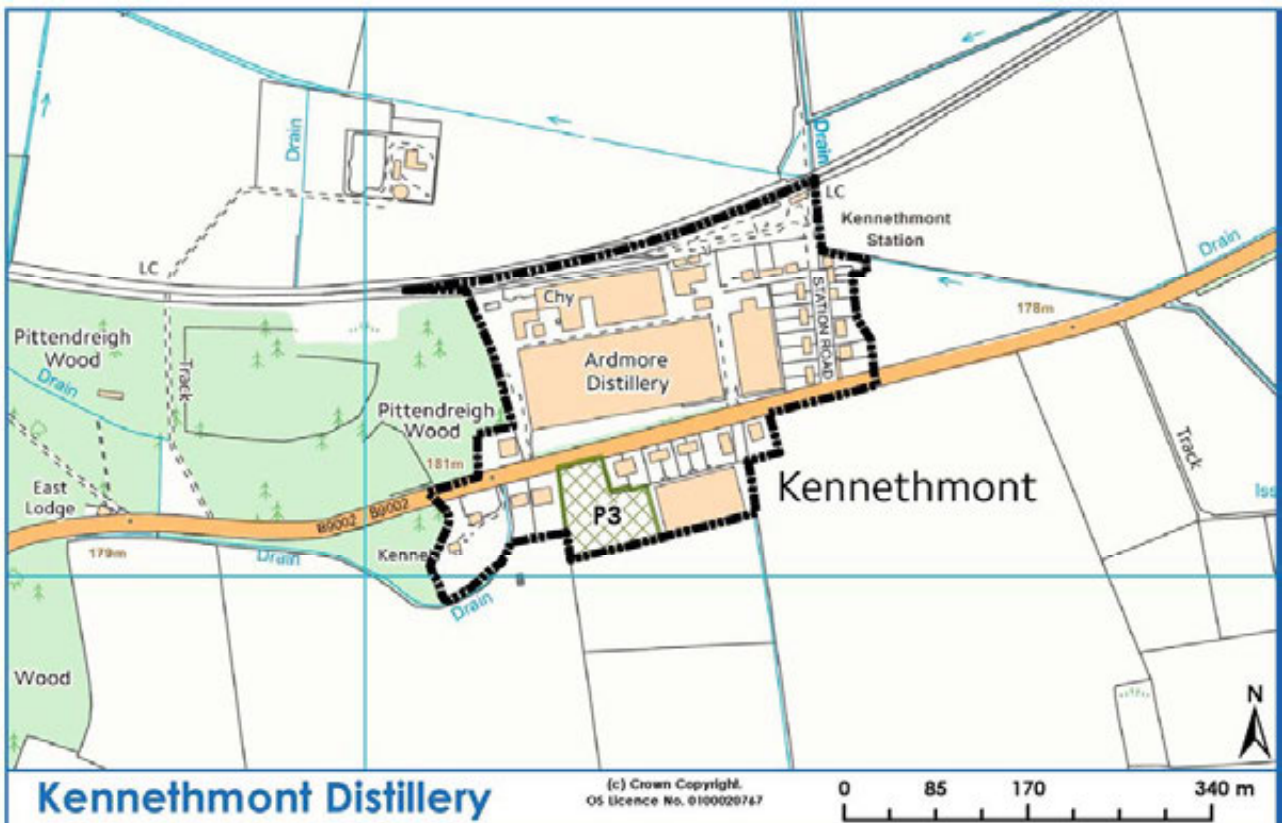 Drain
Drain
LC
Kennethmont
Station
Drain
LC
Chy
STATION ROAD
178m
Pittendreigh
Wood
Track
Drain
Ardmore
Distillery
Pittendreigh
Wood
181m
Track
East
Lodge
B9002
B9002
P3
Kennethmont
179m
Drain
Kenne
Drain
Wood
N
Kennethmont Distillery
(c) Crown Copyright.
OS Licence No. 0100020767
0 85 170 340 m